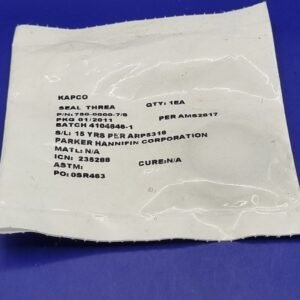 KAPCO
SEAL THREA QTY: 1EA
P/N: 750-0000-7/8
PKG 01/2011 PER AMS2817
BATCH 4104646-1
S/L: 15 YRS PER ARP5316
PARKER HANNIFIN CORPORATION
MATL: N/A
ICN: 235288 CURE: N/A
ASTM:
PO: 0SR463